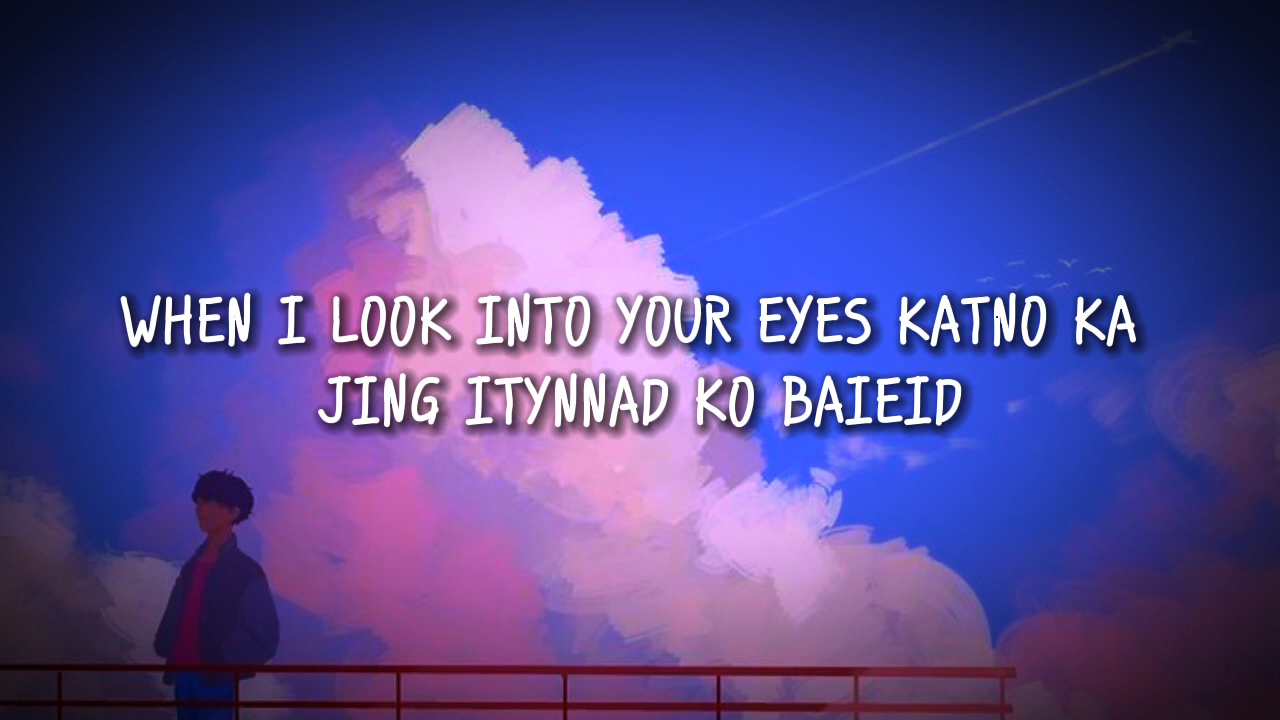 WHEN I LOOK INTO YOUR EYES KATNO KA
JING ITYNNAD KO BAIEID